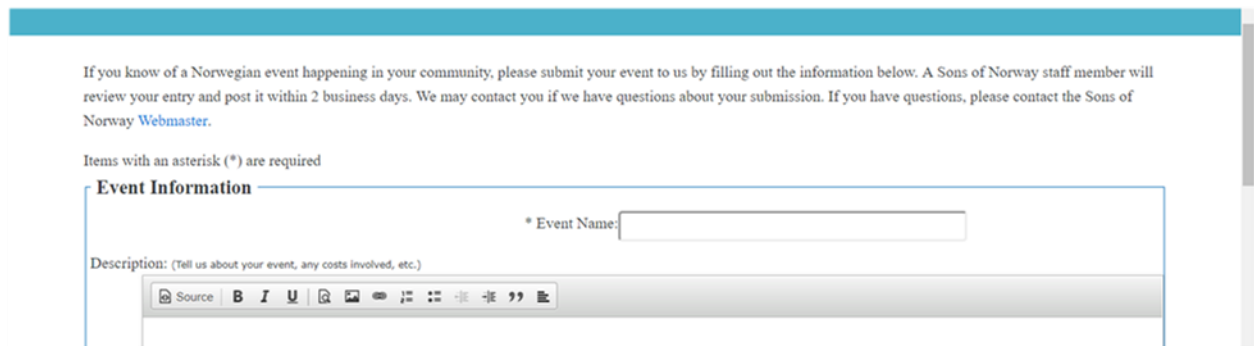 If you know of a Norwegian event happening in your community, please submit your event to us by filling out the information below. A Sons of Norway staff member will
review your entry and post it within 2 business days. We may contact you if we have questions about your submission. If you have questions, please contact the Sons of
Norway Webmaster.
Items with an asterisk (*) are required
Event Information
* Event Name:
Description: (Tell us about your event, any costs involved, etc.)
Source B I U